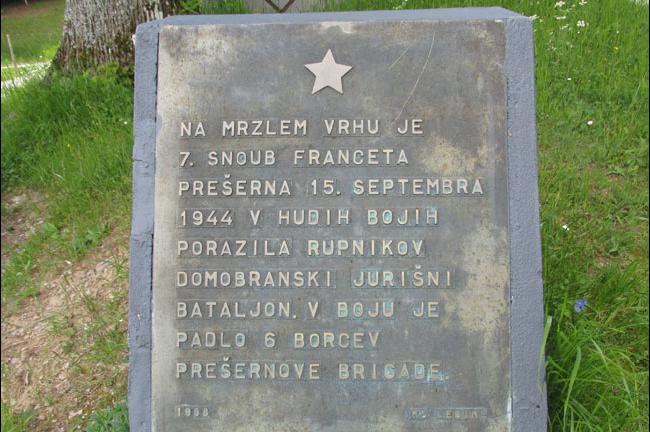 NA MRZLEM VRHU JE
7. SNOUB FRANCETA
PREŠERNA 15. SEPTEMBRA
1944 V HUDIH BOJIH
PORAZILA RUPNIKOV
DOMOBRANSKI JURIŠNI
BATALJON. V BOJU JE
PADLO 6 BORCEV
PREŠERNOVE BRIGADE.